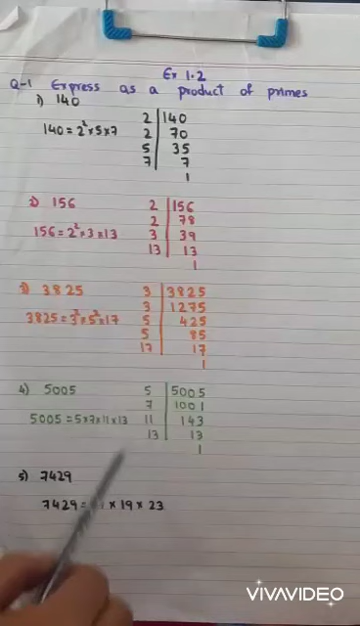 Ex 1.2
Q-1 Express as a product of primes
1) 140
2 | 140
2 | 70
5 | 35
7 | 7
1
140 = 2² × 5 × 7
2) 156
2 | 156
2 | 78
3 | 39
13 | 13
1
156 = 2² × 3 × 13
3) 3825
3 | 3825
3 | 1275
5 | 425
5 | 85
17 | 17
1
3825 = 3² × 5² × 17
4) 5005
5 | 5005
7 | 1001
11 | 143
13 | 13
1
5005 = 5 × 7 × 11 × 13
5) 7429
7429 = × 19 × 23
VIVAVIDEO